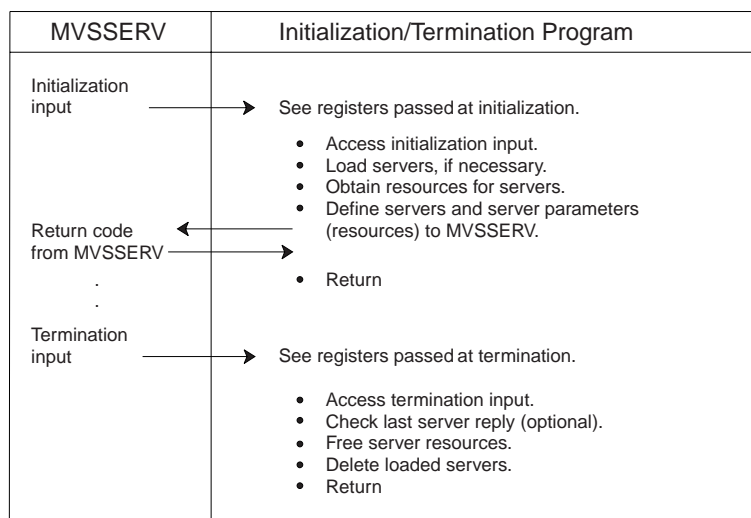 MVSSERV
Initialization/Termination Program
Initialization
input
See registers passed at initialization.
• Access initialization input.
• Load servers, if necessary.
• Obtain resources for servers.
• Define servers and server parameters
(resources) to MVSSERV.
Return code
from MVSSERV
.
.
• Return
Termination
input
See registers passed at termination.
• Access termination input.
• Check last server reply (optional).
• Free server resources.
• Delete loaded servers.
• Return